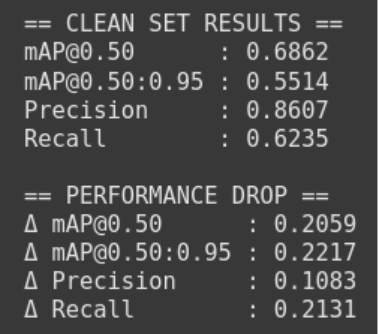 == CLEAN SET RESULTS ==
mAP@0.50 : 0.6862
mAP@0.50:0.95 : 0.5514
Precision : 0.8607
Recall : 0.6235
== PERFORMANCE DROP ==
Δ mAP@0.50 : 0.2059
Δ mAP@0.50:0.95 : 0.2217
Δ Precision : 0.1083
Δ Recall : 0.2131